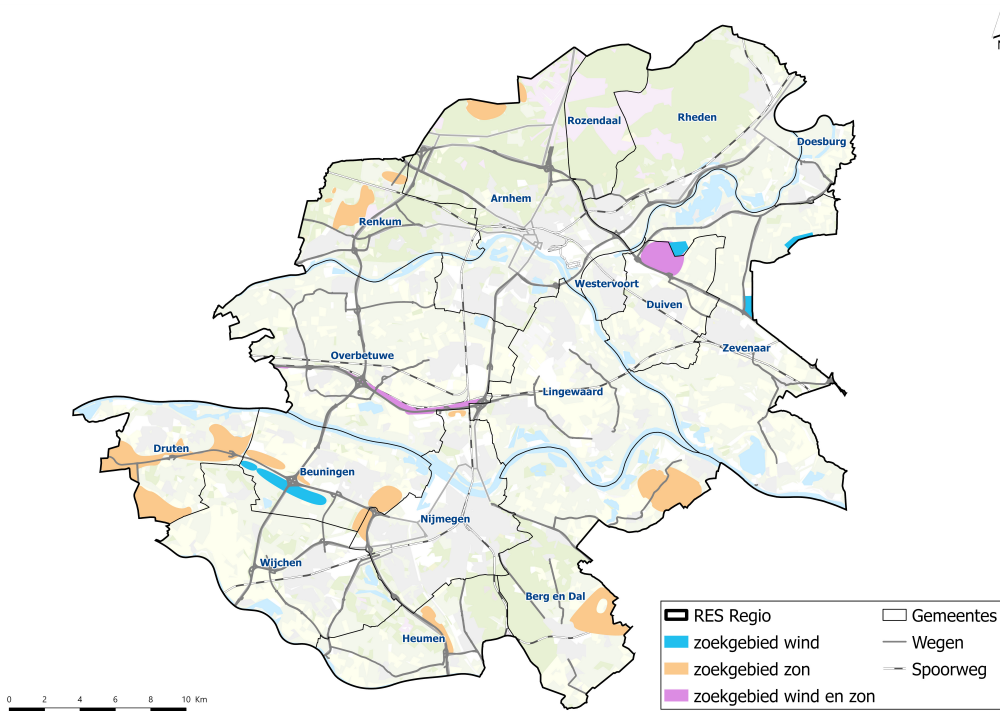 N
Rozendaal
Rheden
Doesburg
Arnhem
Renkum
Westervoort
Duiven
Zevenaar
Overbetuwe
Lingewaard
Druten
Beuningen
Nijmegen
Wijchen
Berg en Dal
Heumen
RES Regio
zoekgebied wind
zoekgebied zon
zoekgebied wind en zon
Gemeentes
Wegen
Spoorweg
0 2 4 6 8 10 Km